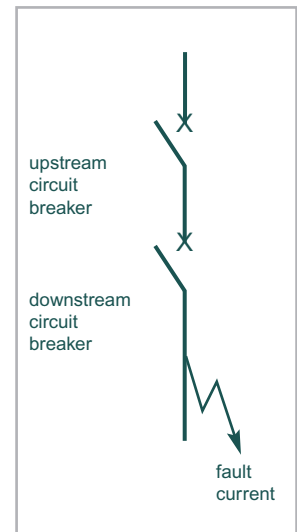 upstream
circuit
breaker
downstream
circuit
breaker
fault
current